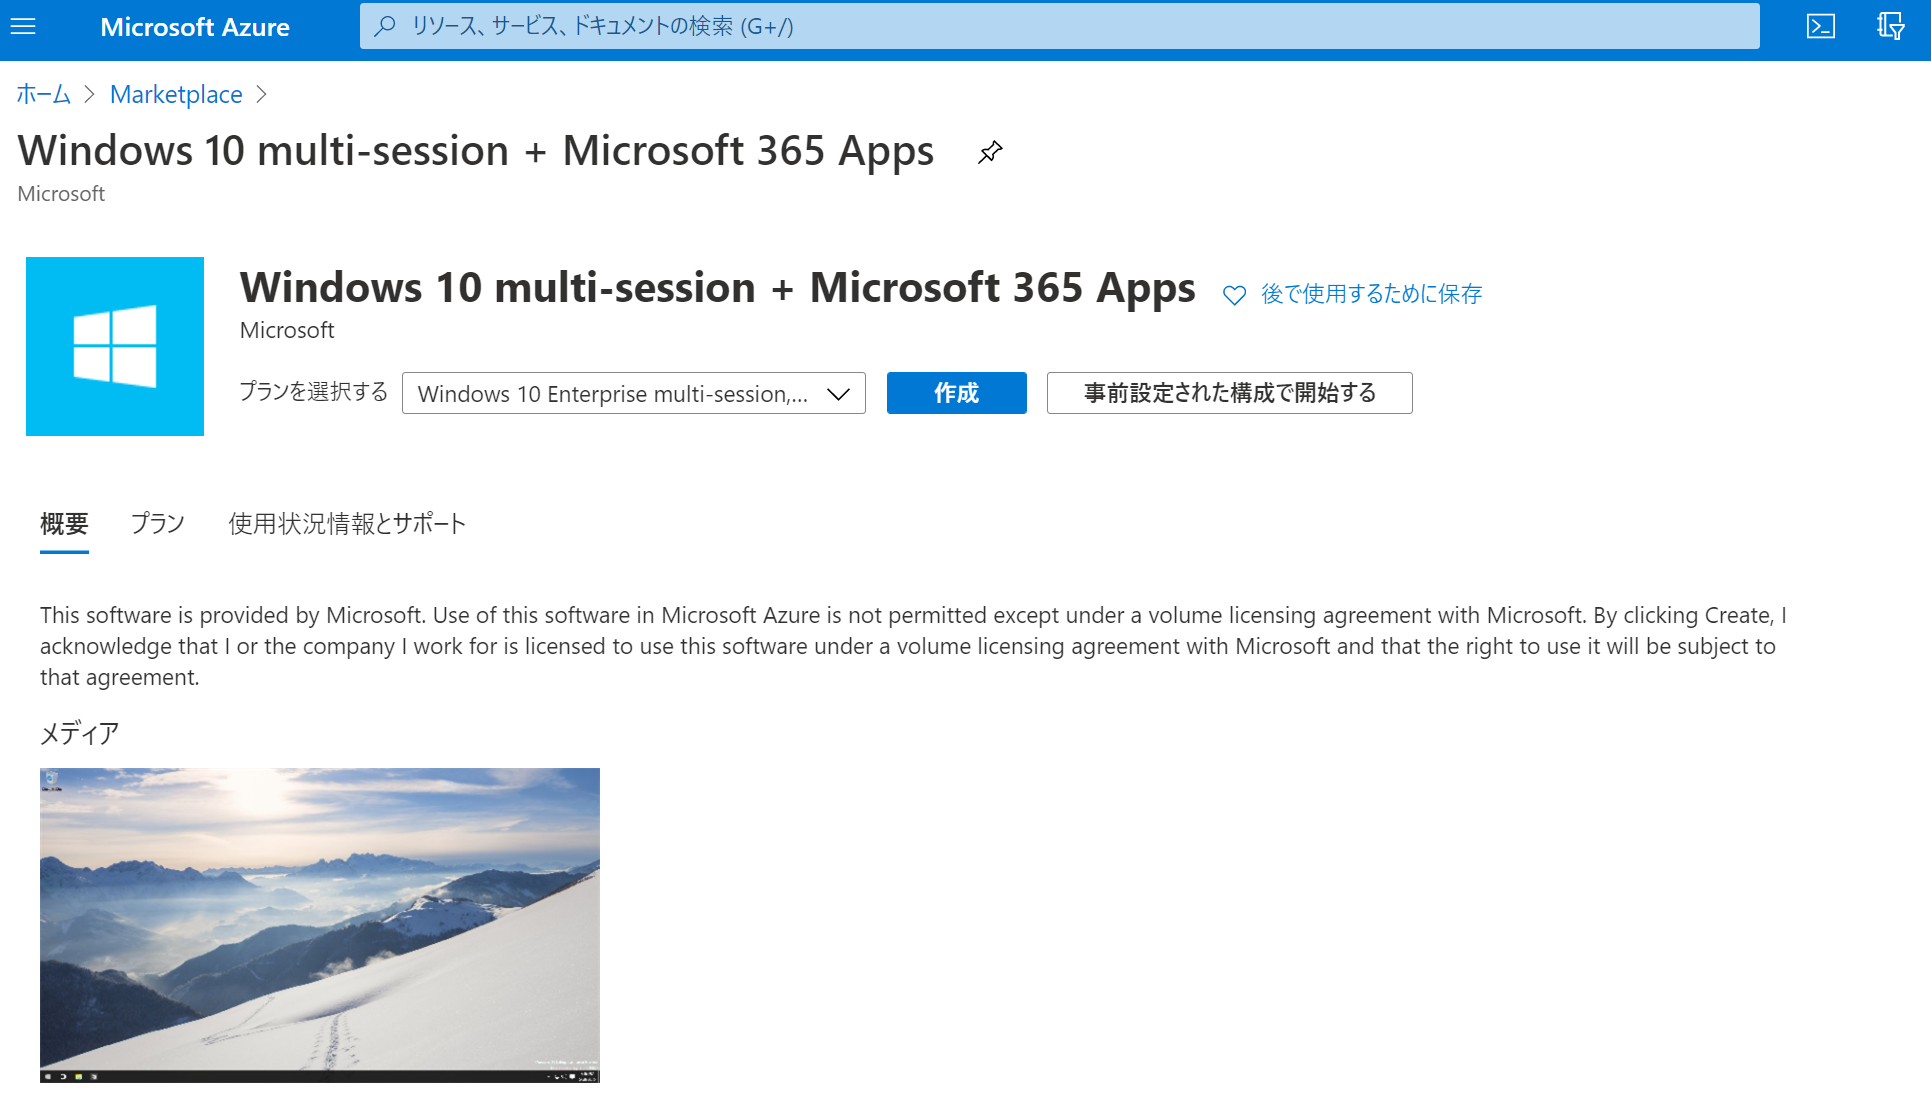 Microsoft Azure
リソース、サービス、ドキュメントの検索 (G+/)
ホーム > Marketplace >
Windows 10 multi-session + Microsoft 365 Apps
Microsoft
Windows 10 multi-session + Microsoft 365 Apps
後で使用するために保存
Microsoft
プランを選択する
Windows 10 Enterprise multi-session,...
作成
事前設定された構成で開始する
概要 プラン 使用状況情報とサポート
This software is provided by Microsoft. Use of this software in Microsoft Azure is not permitted except under a volume licensing agreement with Microsoft. By clicking Create, I
acknowledge that I or the company I work for is licensed to use this software under a volume licensing agreement with Microsoft and that the right to use it will be subject to
that agreement.
メディア